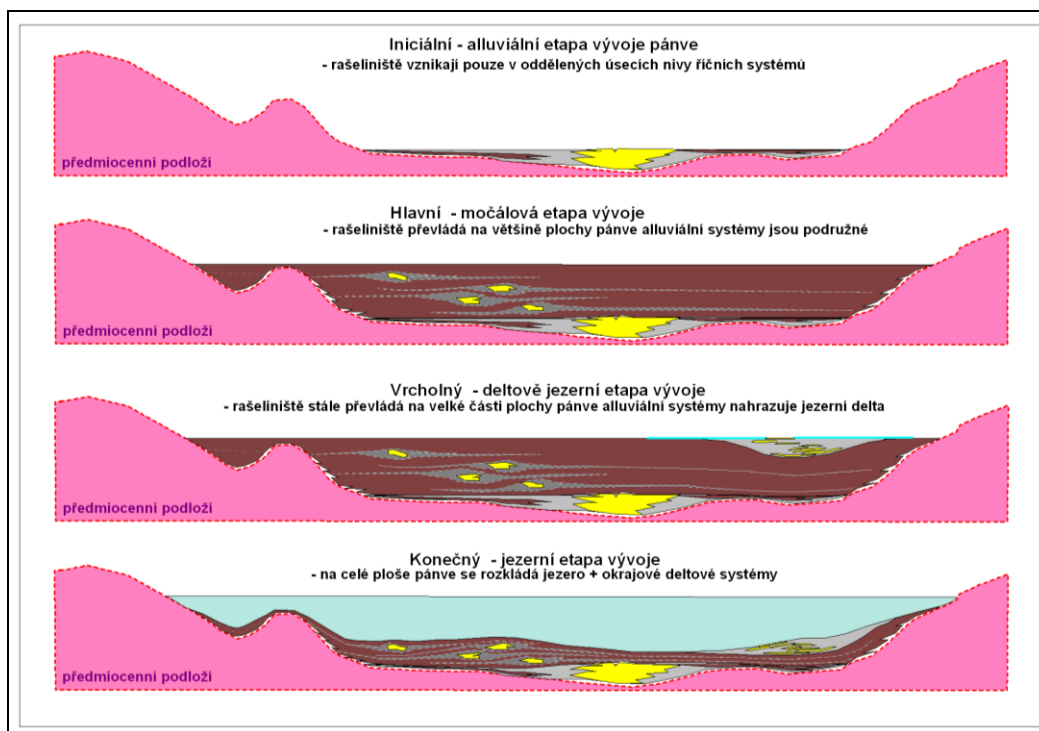 Iniciální - alluviální etapa vývoje pánve
- rašeliniště vznikají pouze v oddělených úsecích nivy říčních systémů
předmiocenní podloží
Hlavní - močálová etapa vývoje
- rašeliniště převládá na většině plochy pánve alluviální systémy jsou podružné
předmiocenní podloží
Vrcholný - deltově jezerní etapa vývoje
- rašeliniště stále převládá na velké části plochy pánve alluviální systémy nahrazuje jezerní delta
předmiocenní podloží
Konečný - jezerní etapa vývoje
- na celé ploše pánve se rozkládá jezero + okrajové deltové systémy
předmiocenní podloží